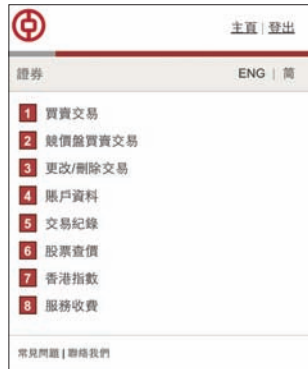 主頁 | 登出
證券 ENG | 简
1 買賣交易
2 競價盤買賣交易
3 更改/刪除交易
4 賬戶資料
5 交易紀錄
6 股票查價
7 香港指數
8 服務收費
常見問題 | 聯絡我們